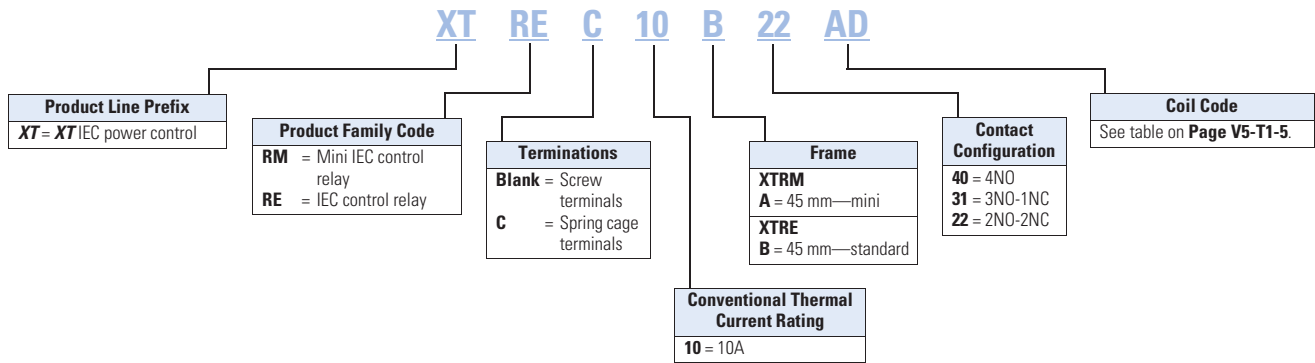 XT RE C 10 B 22 AD
Product Line Prefix
XT = XT IEC power control
Product Family Code
RM = Mini IEC control
relay
RE = IEC control relay
Terminations
Blank = Screw
terminals
C = Spring cage
terminals
Conventional Thermal
Current Rating
10 = 10A
Frame
XTRM
A = 45 mm—mini
XTRE
B = 45 mm—standard
Contact
Configuration
40 = 4NO
31 = 3NO-1NC
22 = 2NO-2NC
Coil Code
See table on Page V5-T1-5.